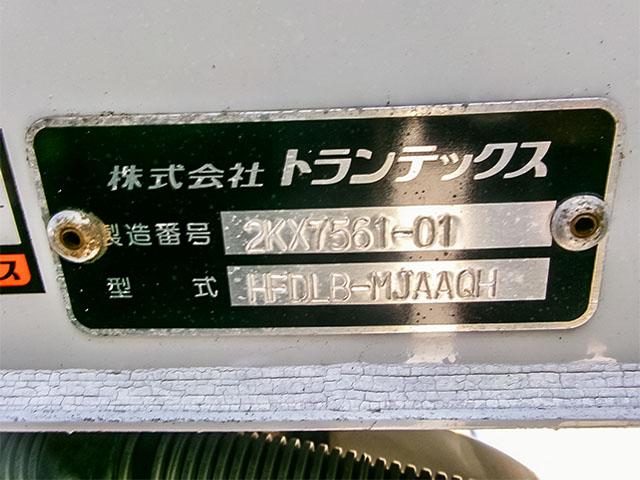 株式会社 トランテックス
製造番号 2KX7561-01
型式 HFDLB-MJAAQH
ス